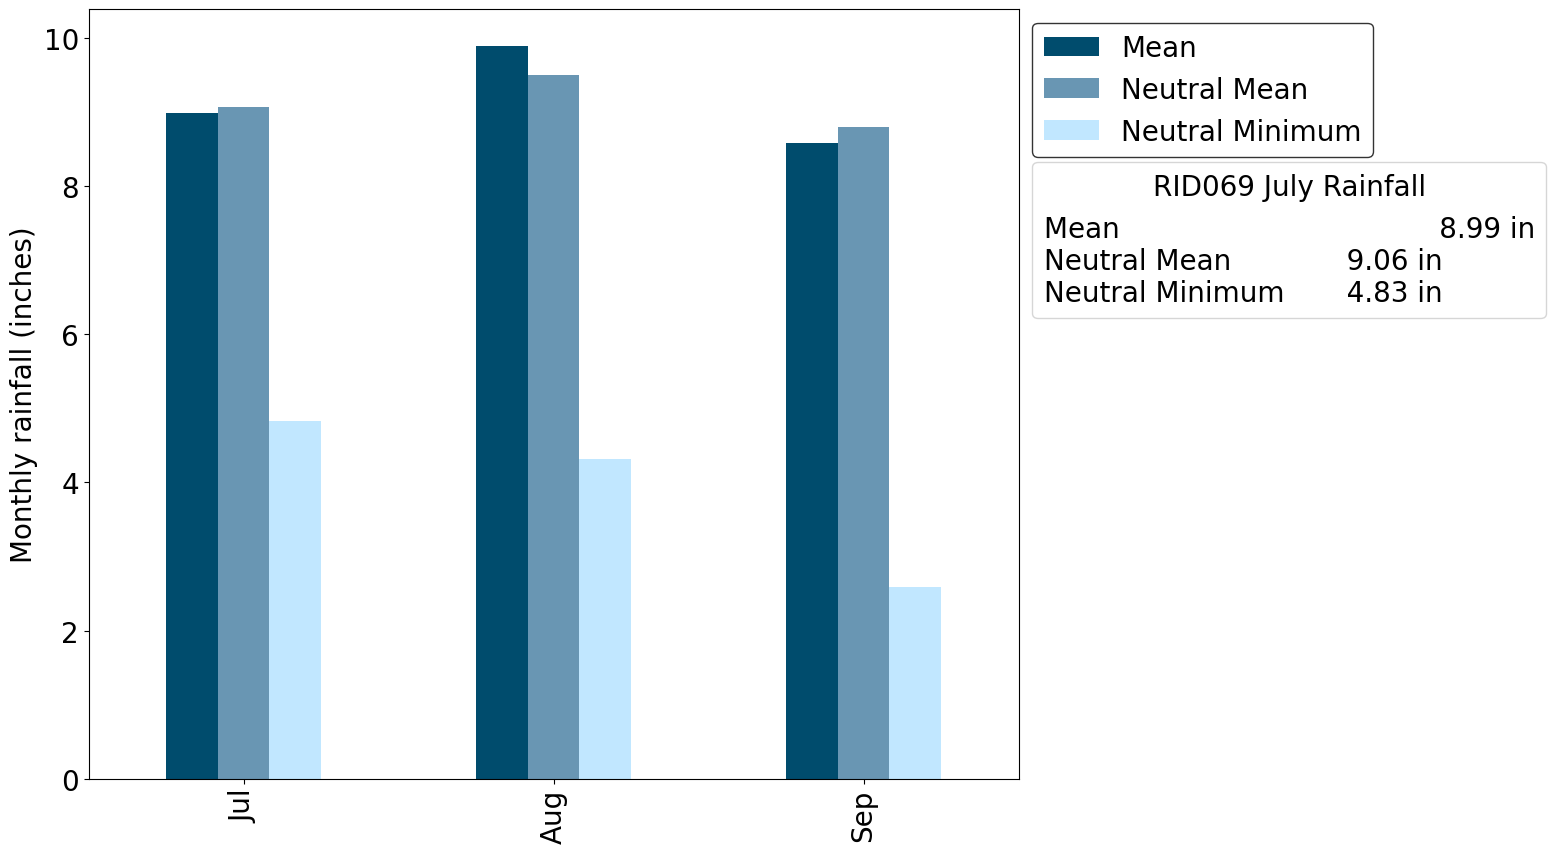 Monthly rainfall (inches)
10
8
6
4
2
0
Jul
Aug
Sep
Mean
Neutral Mean
Neutral Minimum
RID069 July Rainfall
Mean 8.99 in
Neutral Mean 9.06 in
Neutral Minimum 4.83 in